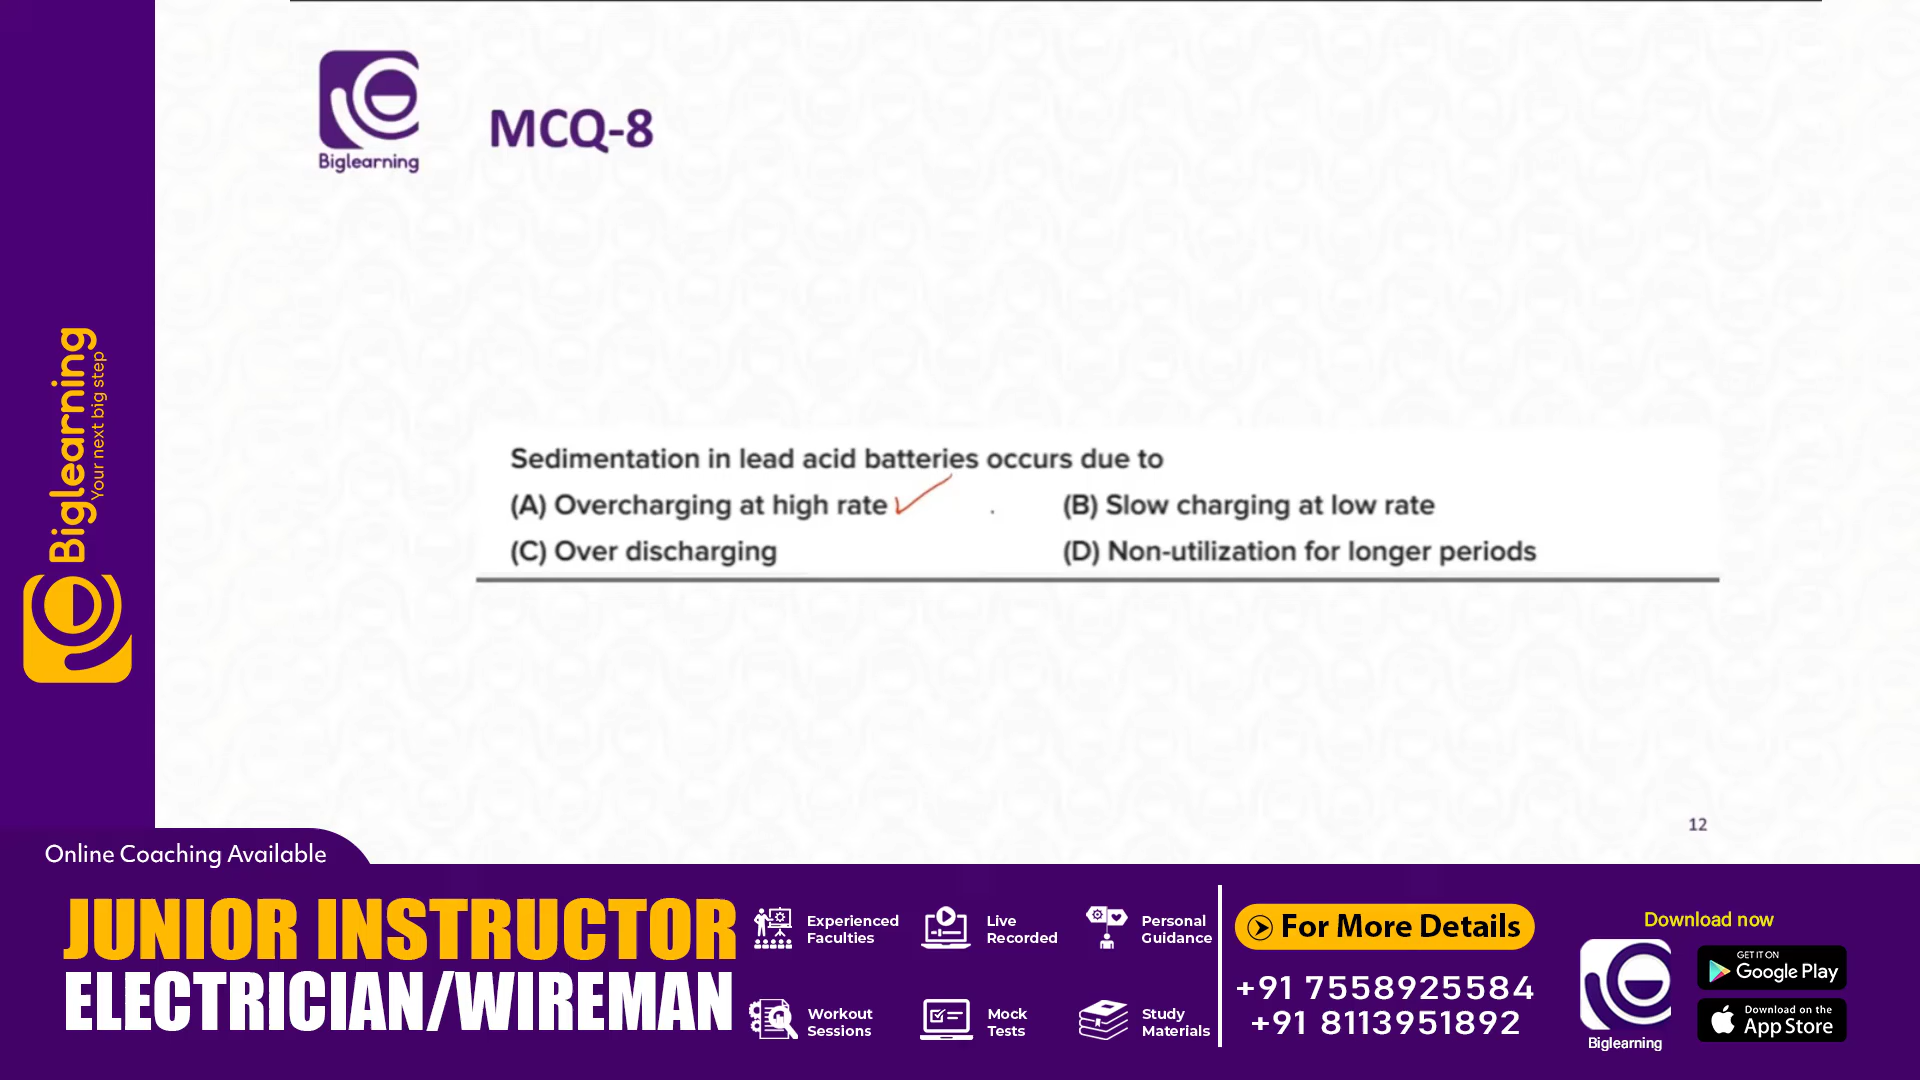 Biglearning
MCQ-8
Sedimentation in lead acid batteries occurs due to
(A) Overcharging at high rate
(B) Slow charging at low rate
(C) Over discharging
(D) Non-utilization for longer periods
12
Biglearning
Your next big step
Online Coaching Available
JUNIOR INSTRUCTOR
ELECTRICIAN/WIREMAN
Experienced
Faculties
Live
Recorded
Personal
Guidance
Workout
Sessions
Mock
Tests
Study
Materials
For More Details
+91 7558925584
+91 8113951892
Download now
Biglearning
GET IT ON
Google Play
Download on the
App Store